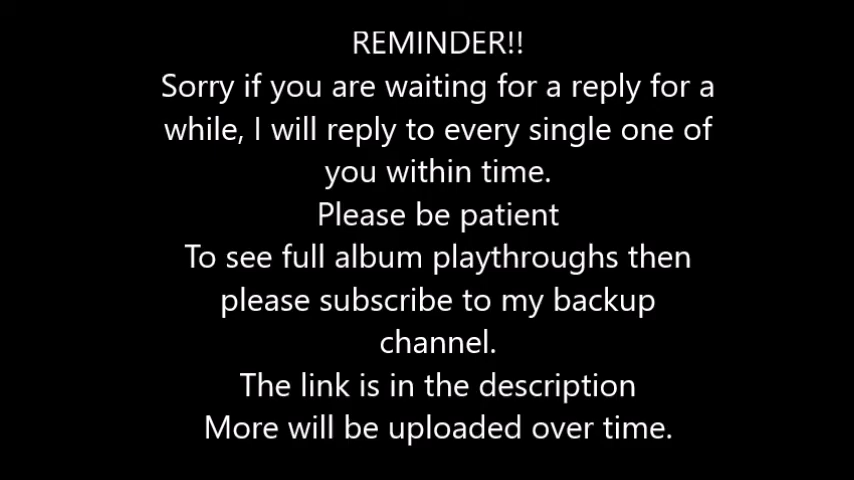 REMINDER!!
Sorry if you are waiting for a reply for a
while, I will reply to every single one of
you within time.
Please be patient
To see full album playthroughs then
please subscribe to my backup
channel.
The link is in the description
More will be uploaded over time.